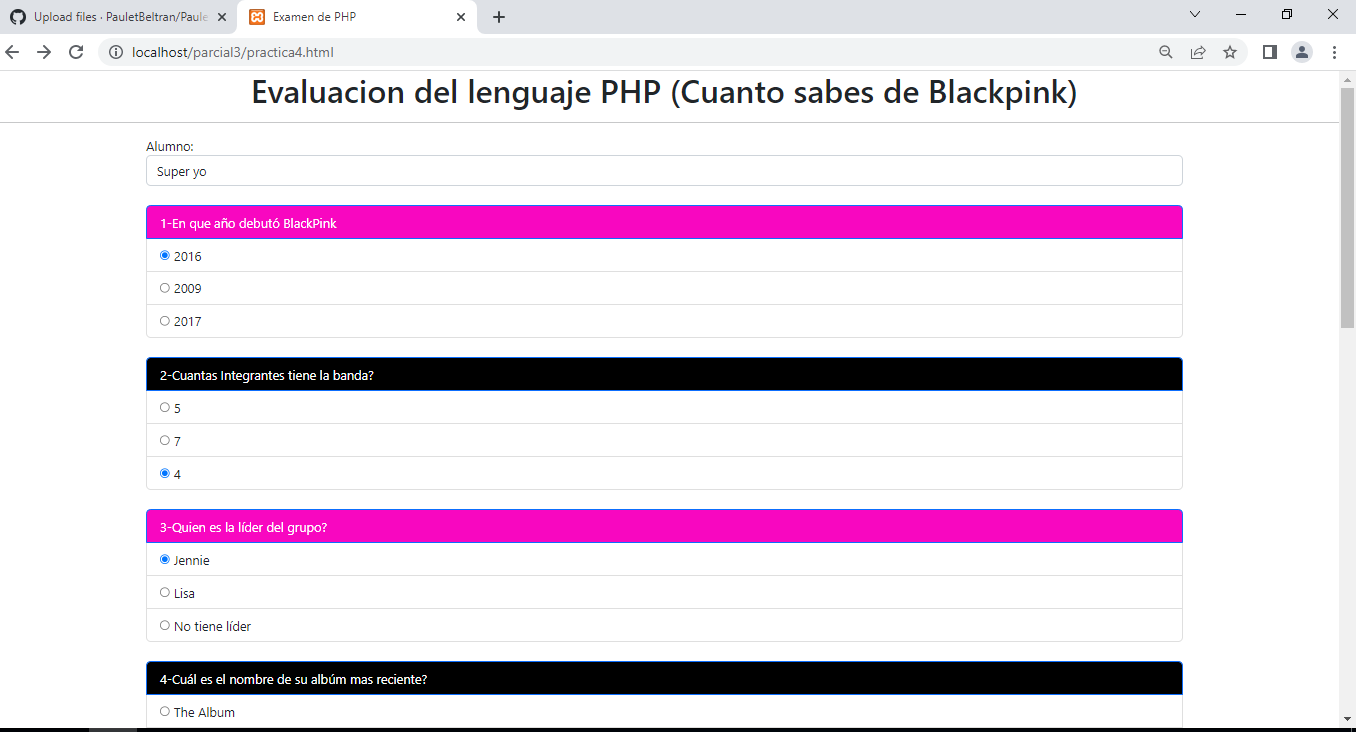 Upload files · PauletBeltran/Paule
Examen de PHP
localhost/parcial3/practica4.html
Evaluacion del lenguaje PHP (Cuanto sabes de Blackpink)
Alumno:
Super yo
1-En que año debutó BlackPink
2016
2009
2017
2-Cuantas Integrantes tiene la banda?
5
7
4
3-Quien es la líder del grupo?
Jennie
Lisa
No tiene líder
4-Cuál es el nombre de su albúm mas reciente?
The Album